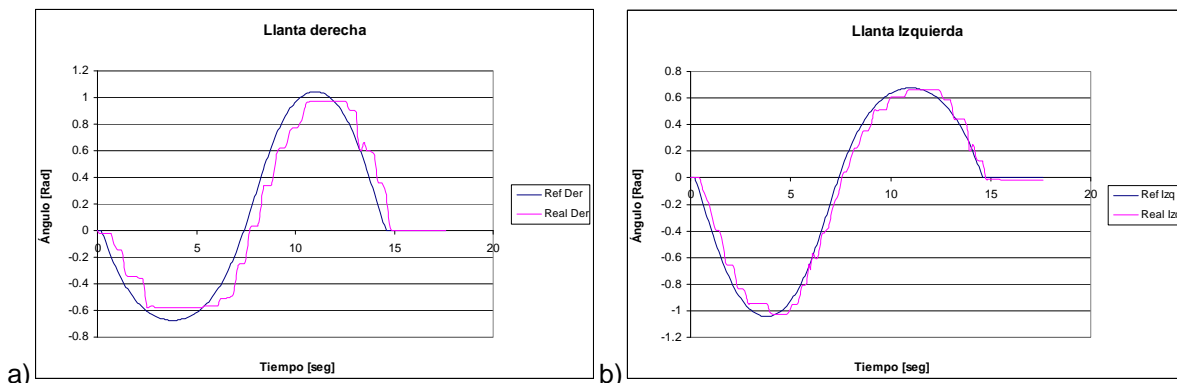 Llanta derecha
1.2
1
0.8
0.6
0.4
0.2
0
-0.2
-0.4
-0.6
-0.8
0 5 10 15 20
Ángulo [Rad]
Tiempo [seg]
Ref Der
Real Der
a)
Llanta Izquierda
0.8
0.6
0.4
0.2
0
-0.2
-0.4
-0.6
-0.8
-1
-1.2
0 5 10 15 20
Ángulo [Rad]
Tiempo [seg]
Ref Izq
Real Iz
b)